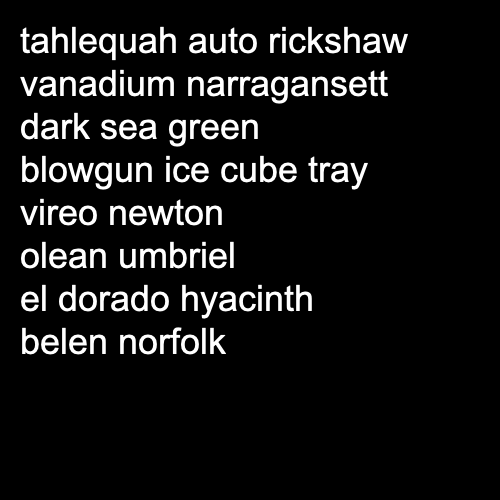 tahlequah auto rickshaw
vanadium narragansett
dark sea green
blowgun ice cube tray
vireo newton
olean umbriel
el dorado hyacinth
belen norfolk